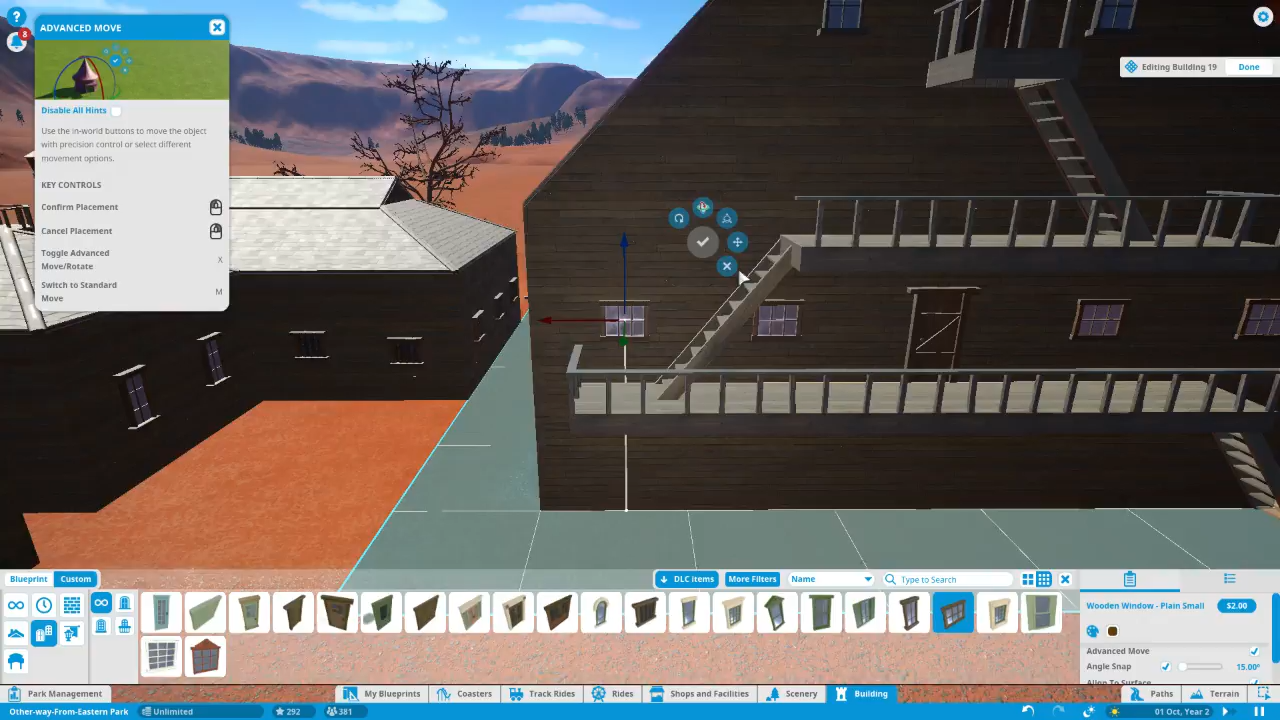 ?
8
ADVANCED MOVE
Disable All Hints
Use the in-world buttons to move the object
with precision control or select different
movement options.
KEY CONTROLS
Confirm Placement
Cancel Placement
Toggle Advanced
Move/Rotate
X
Switch to Standard
Move
M
Editing Building 19
Done
Blueprint
Custom
DLC items
More Filters
Name
Type to Search
Wooden Window - Plain Small
$2.00
Advanced Move
Angle Snap
15.00°
Align To Surface
Park Management
My Blueprints
Coasters
Track Rides
Rides
Shops and Facilities
Scenery
Building
Paths
Terrain
Other-way-From-Eastern Park
Unlimited
292
381
01 Oct, Year 2